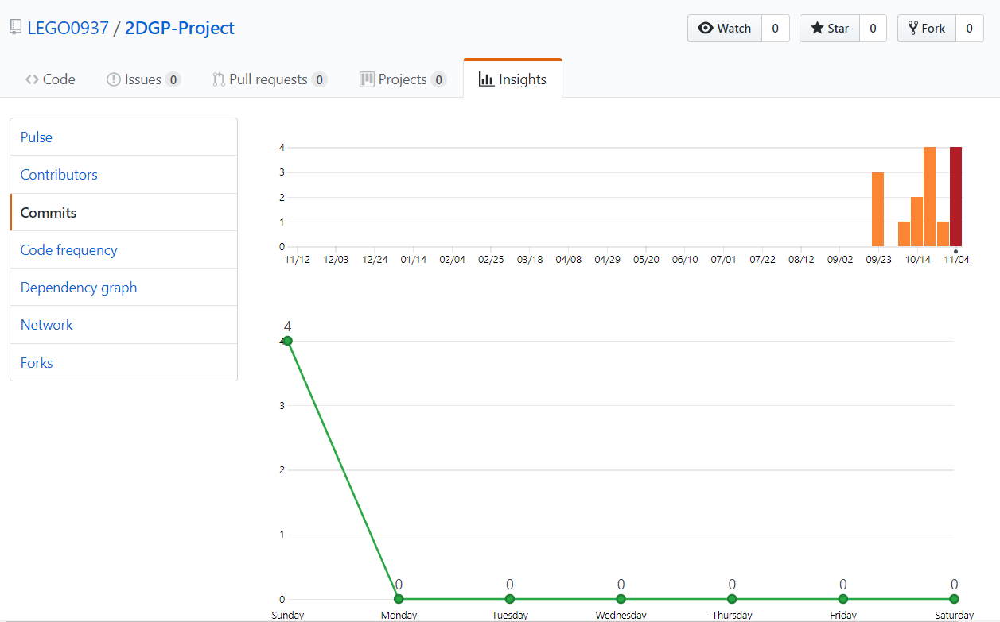 LEGO0937 / 2DGP-Project
Watch 0 Star 0 Fork 0
Code Issues 0 Pull requests 0 Projects 0 Insights
Pulse
Contributors
Commits
Code frequency
Dependency graph
Network
Forks
4
3
2
1
0
11/12 12/03 12/24 01/14 02/04 02/25 03/18 04/08 04/29 05/20 06/10 07/01 07/22 08/12 09/02 09/23 10/14 11/04
4
4
3
2
1
0 0 0 0 0 0
0
Sunday Monday Tuesday Wednesday Thursday Friday Saturday